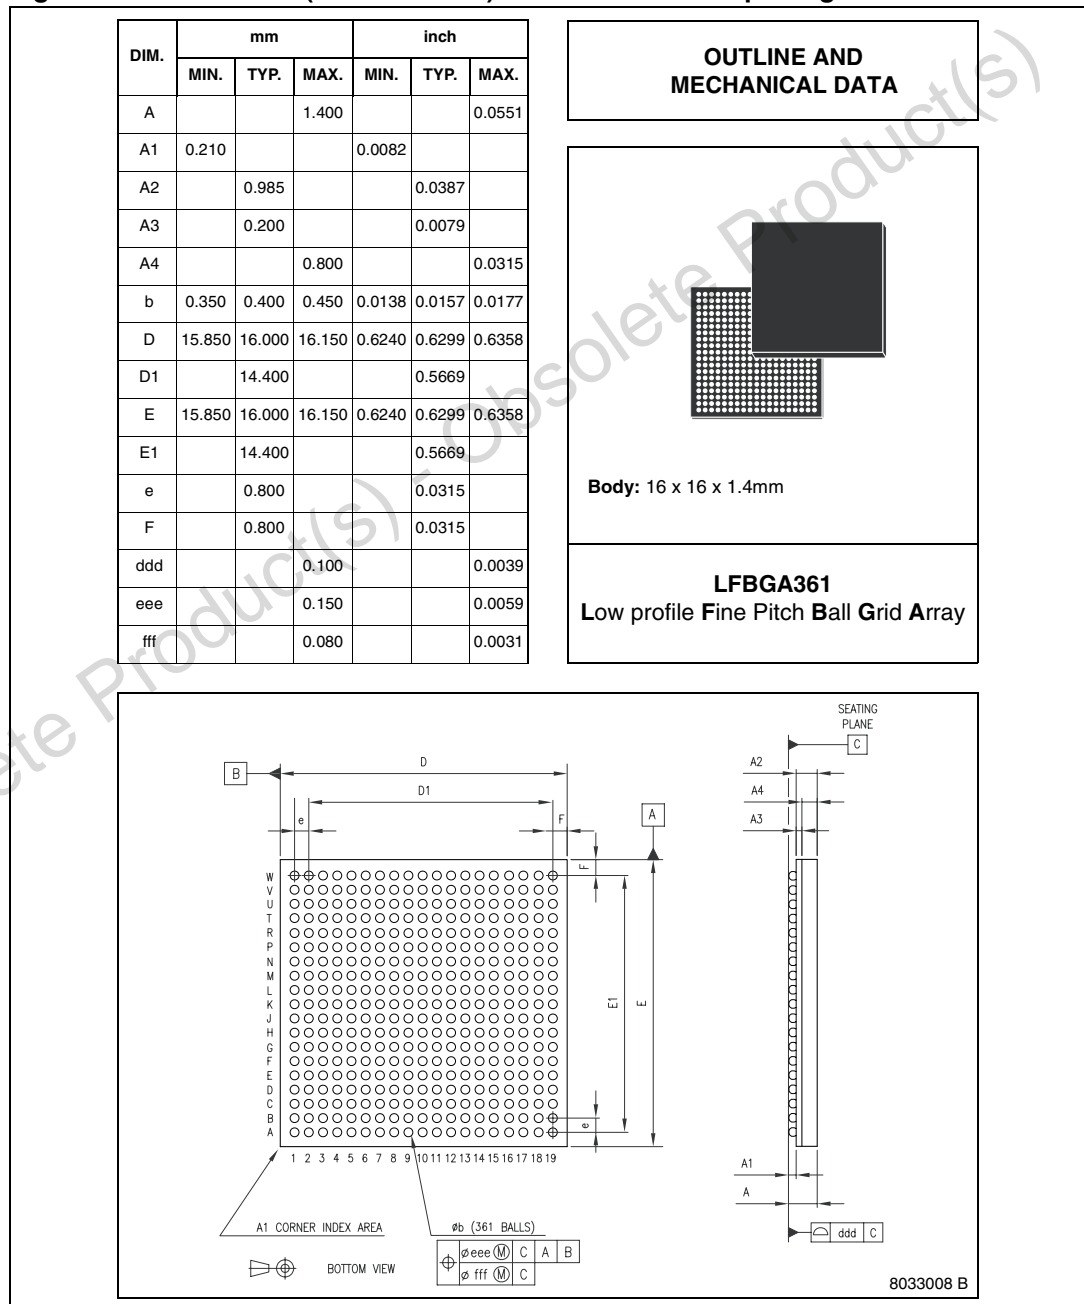 DIM. mm inch
MIN. TYP. MAX. MIN. TYP. MAX.
A 1.400 0.0551
A1 0.210 0.0082
A2 0.985 0.0387
A3 0.200 0.0079
A4 0.800 0.0315
b 0.350 0.400 0.450 0.0138 0.0157 0.0177
D 15.850 16.000 16.150 0.6240 0.6299 0.6358
D1 14.400 0.5669
E 15.850 16.000 16.150 0.6240 0.6299 0.6358
E1 14.400 0.5669
e 0.800 0.0315
F 0.800 0.0315
ddd 0.100 0.0039
eee 0.150 0.0059
fff 0.080 0.0031
OUTLINE AND
MECHANICAL DATA
Body: 16 x 16 x 1.4mm
LFBGA361
Low profile Fine Pitch Ball Grid Array
SEATING
PLANE
C
B
D
D1
e
F
A
F
A2
A4
A3
W
V
U
T
R
P
N
M
L
K
J
H
G
F
E
D
C
B
A
E1
E
e
1 2 3 4 5 6 7 8 9 10 11 12 13 14 15 16 17 18 19
A1
A
ddd C
A1 CORNER INDEX AREA
øb (361 BALLS)
ø eee Ⓜ C A B
ø fff Ⓜ C
BOTTOM VIEW
8033008 B
Product(s) - Obsolete Product(s)